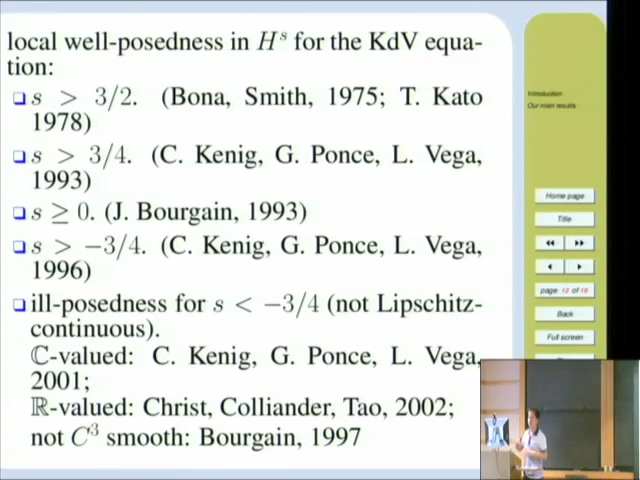 local well-posedness in H^s for the KdV equa-
tion:
s > 3/2. (Bona, Smith, 1975; T. Kato
1978)
s > 3/4. (C. Kenig, G. Ponce, L. Vega,
1993)
s ≥ 0. (J. Bourgain, 1993)
s > −3/4. (C. Kenig, G. Ponce, L. Vega,
1996)
ill-posedness for s < −3/4 (not Lipschitz-
continuous).
ℂ-valued: C. Kenig, G. Ponce, L. Vega,
2001;
ℝ-valued: Christ, Colliander, Tao, 2002;
not C^3 smooth: Bourgain, 1997
Introduction
Our main results
Home page
Title
page 12 of 19
Back
Full screen